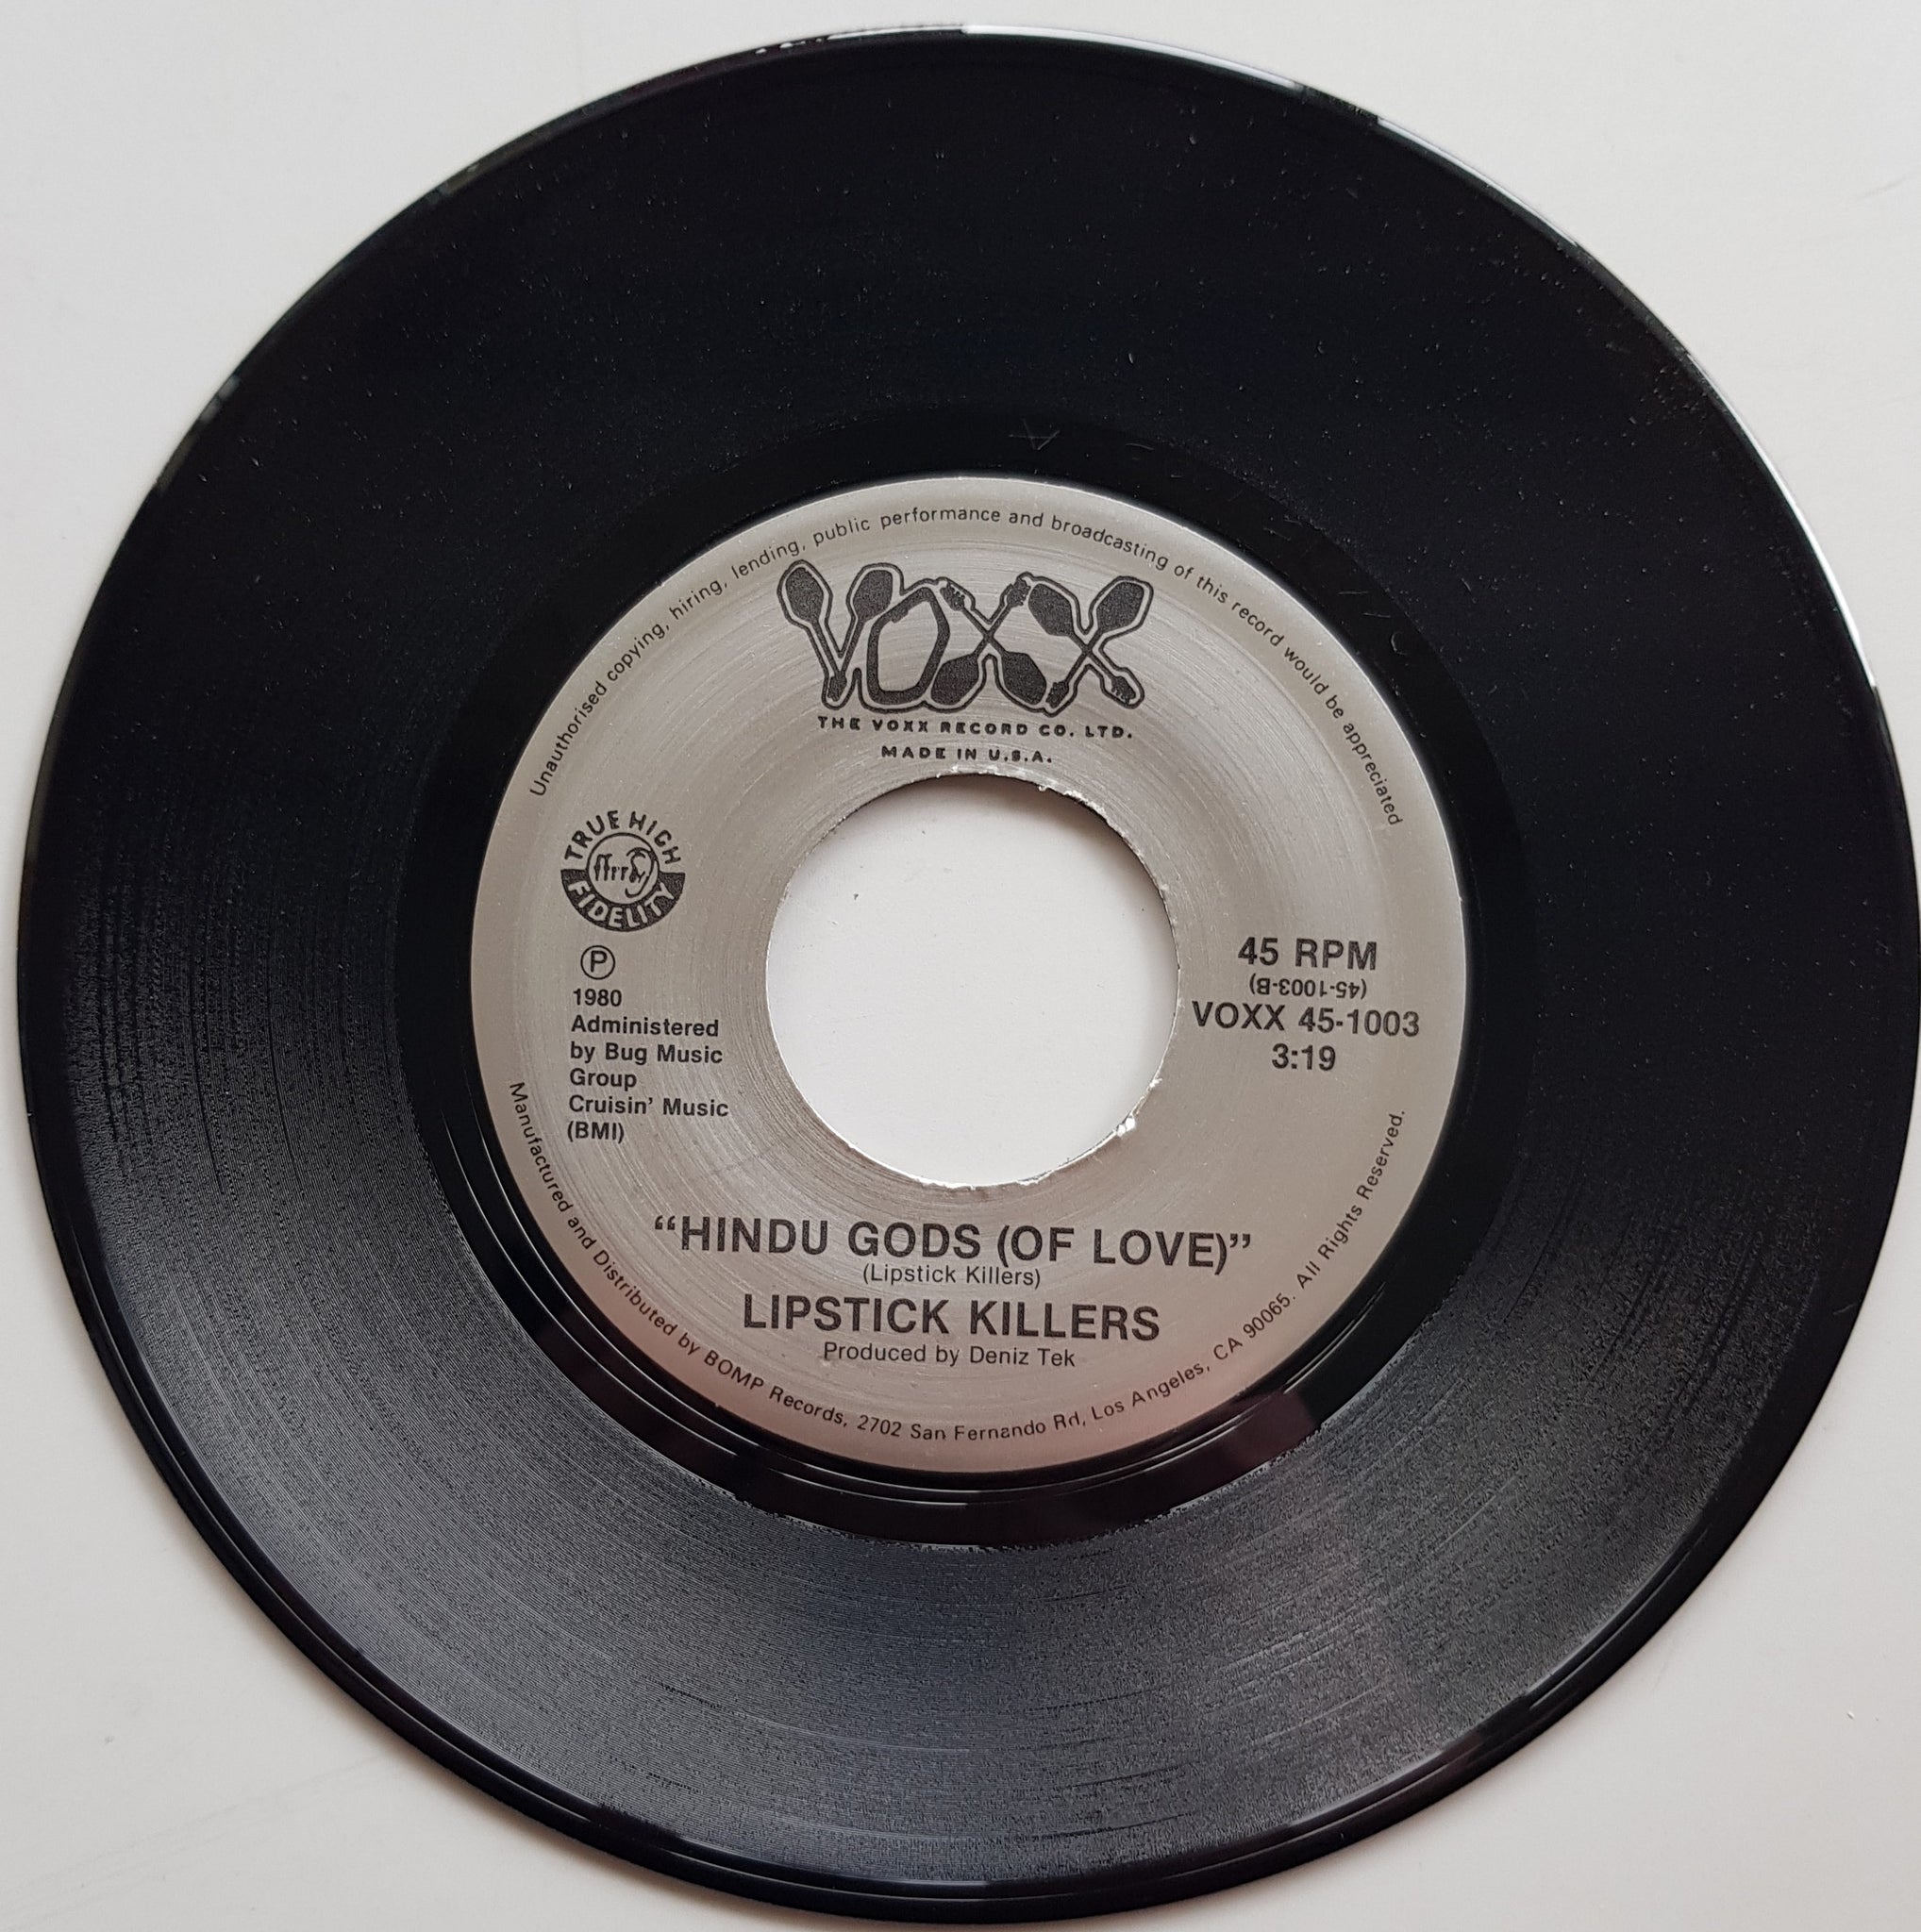 Unauthorised copying, hiring, lending, public performance and broadcasting of this record would be appreciated
VOXX
THE VOXX RECORD CO. LTD.
MADE IN U.S.A.
TRUE HIGH
ffrr
FIDELITY
Ⓟ
1980
Administered
by Bug Music
Group
Cruisin’ Music
(BMI)
45 RPM
(45-1003-B)
VOXX 45-1003
3:19
“HINDU GODS (OF LOVE)”
(Lipstick Killers)
LIPSTICK KILLERS
Produced by Deniz Tek
Manufactured and Distributed by BOMP Records, 2702 San Fernando Rd, Los Angeles, CA 90065. All Rights Reserved.